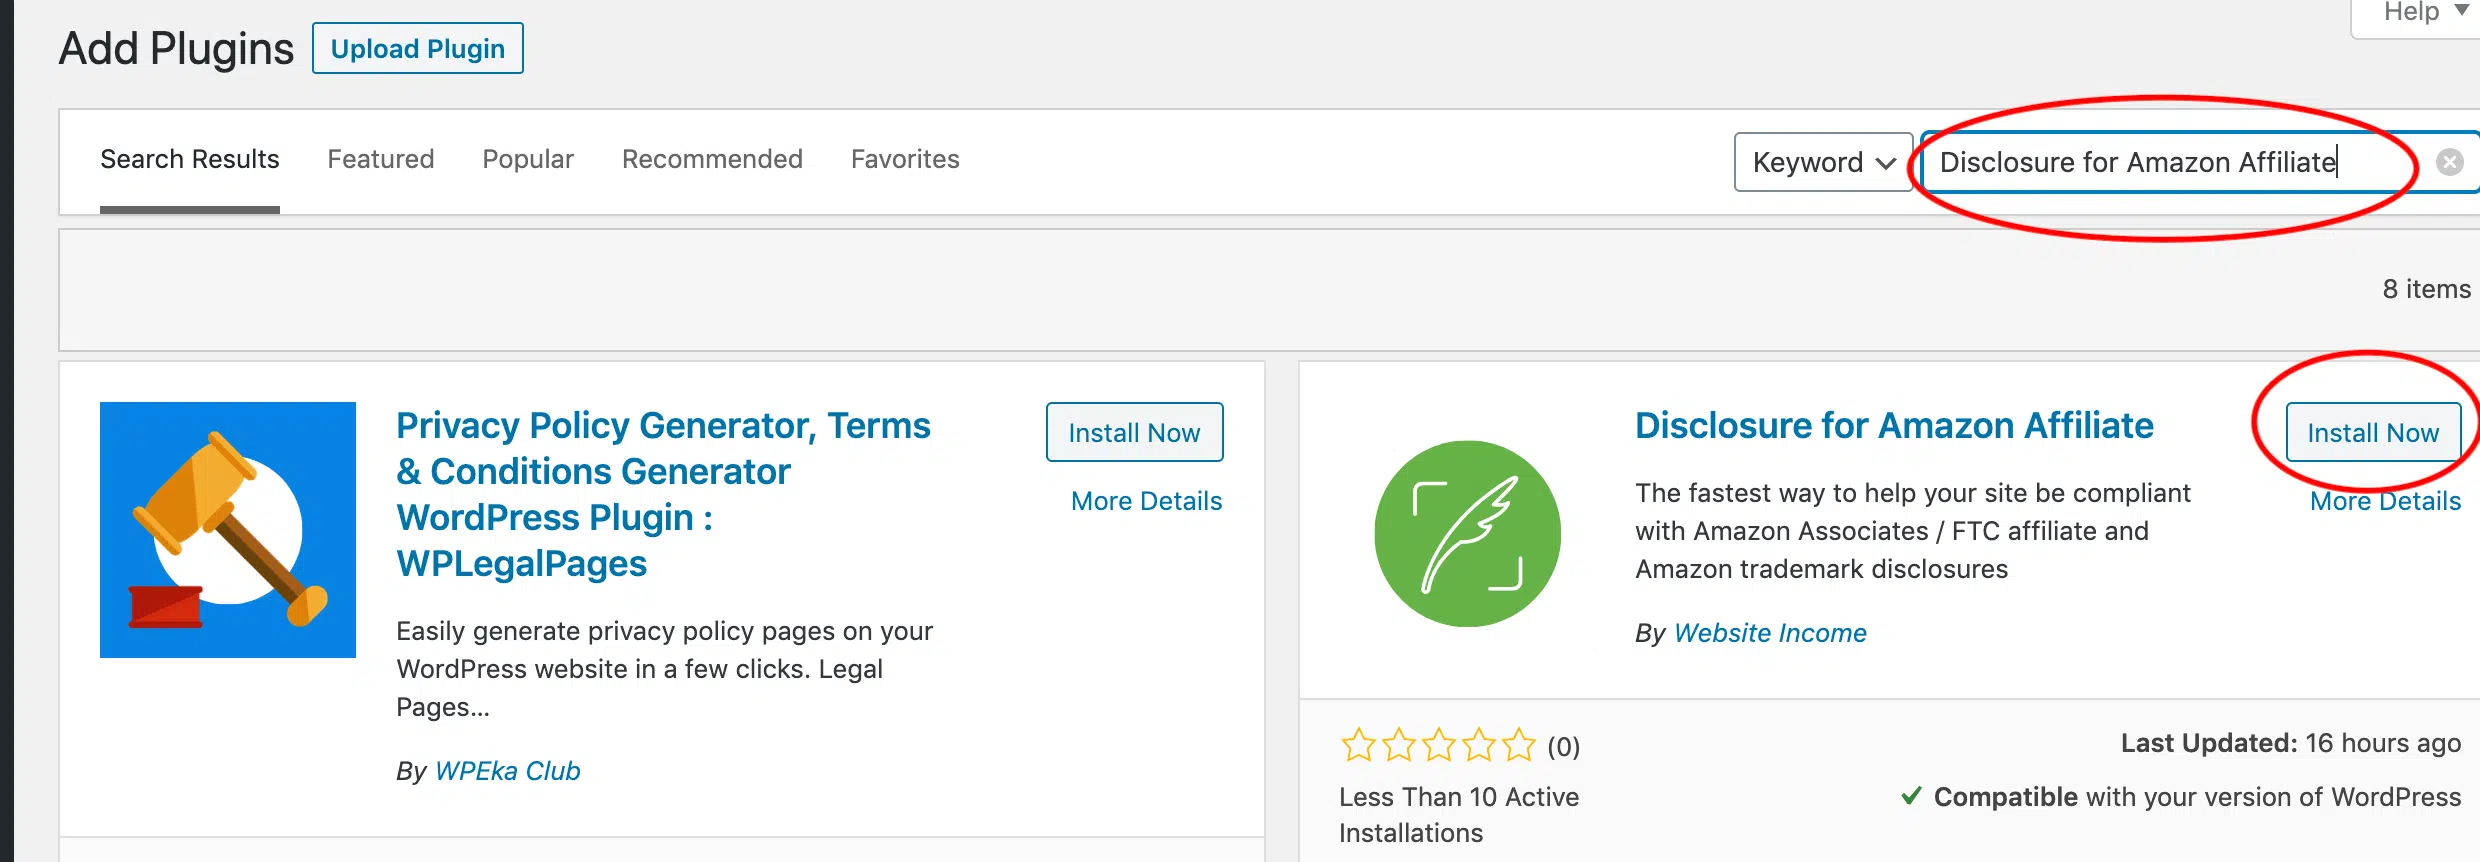 Help
Add Plugins
Upload Plugin
Search Results
Featured
Popular
Recommended
Favorites
Keyword
Disclosure for Amazon Affiliate
8 items
Privacy Policy Generator, Terms
& Conditions Generator
WordPress Plugin :
WPLegalPages
Install Now
More Details
Easily generate privacy policy pages on your
WordPress website in a few clicks. Legal
Pages...
By WPEka Club
Disclosure for Amazon Affiliate
Install Now
More Details
The fastest way to help your site be compliant
with Amazon Associates / FTC affiliate and
Amazon trademark disclosures
By Website Income
(0)
Less Than 10 Active
Installations
Last Updated: 16 hours ago
Compatible with your version of WordPress